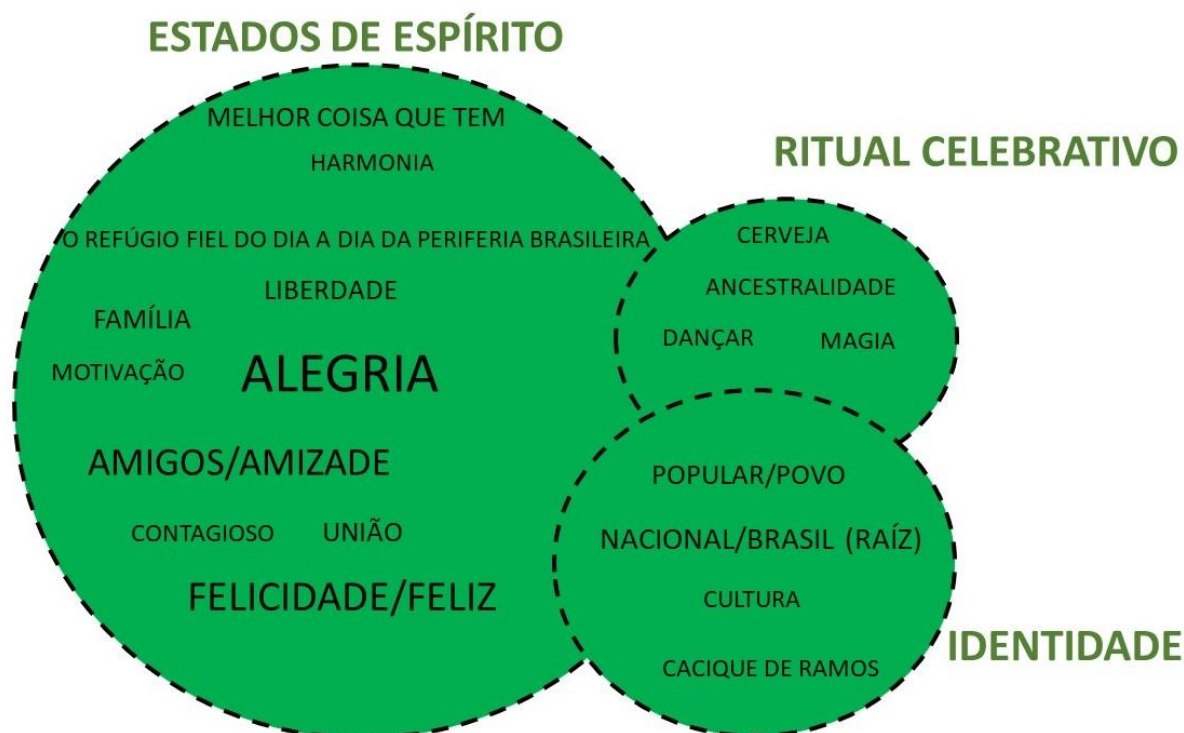 ESTADOS DE ESPÍRITO
MELHOR COISA QUE TEM
HARMONIA
O REFÚGIO FIEL DO DIA A DIA DA PERIFERIA BRASILEIRA
LIBERDADE
FAMÍLIA
MOTIVAÇÃO
ALEGRIA
AMIGOS/AMIZADE
CONTAGIOSO UNIÃO
FELICIDADE/FELIZ
RITUAL CELEBRATIVO
CERVEJA
ANCESTRALIDADE
DANÇAR MAGIA
POPULAR/POVO
NACIONAL/BRASIL (RAÍZ)
CULTURA
CACIQUE DE RAMOS
IDENTIDADE